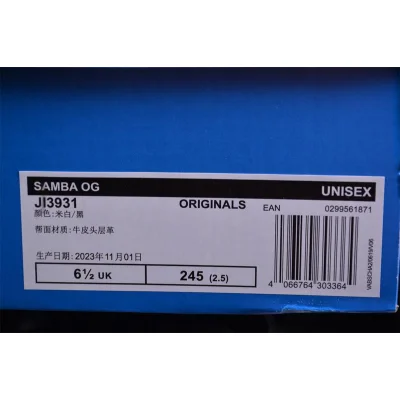 SAMBA OG UNISEX
JI3931 ORIGINALS EAN 0299561871
颜色:米白/黑
帮面材质:牛皮头层革
生产日期:2023年11月01日
6½ UK 245 (2.5)
4 066764 303364